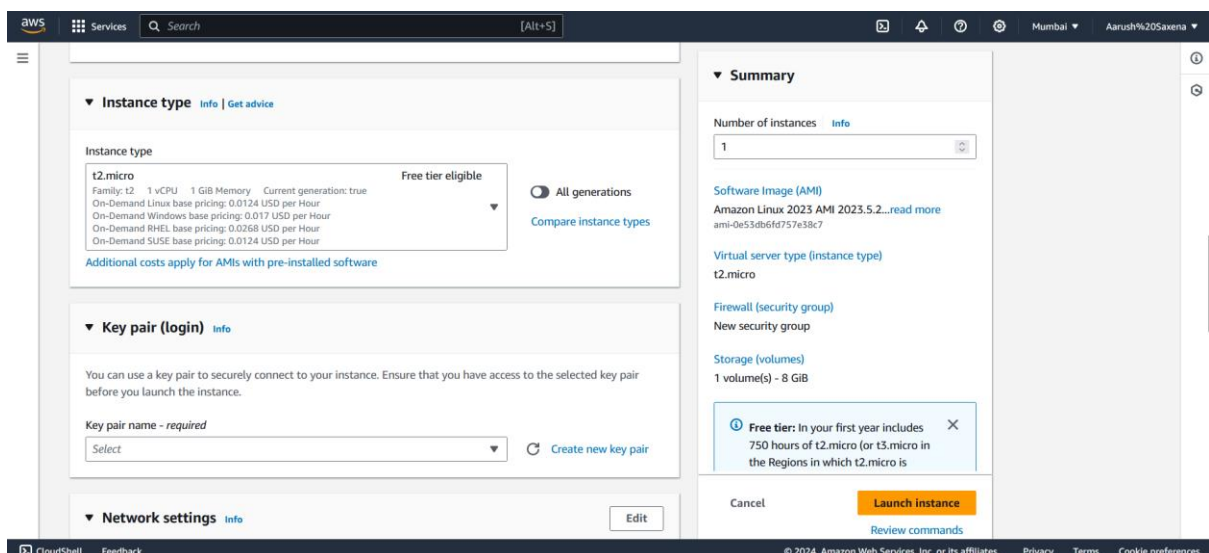 aws
Services
Search [Alt+S]
Mumbai
Aarush%20Saxena
Instance type Info | Get advice
Instance type
t2.micro Free tier eligible
Family: t2 1 vCPU 1 GiB Memory Current generation: true
On-Demand Linux base pricing: 0.0124 USD per Hour
On-Demand Windows base pricing: 0.017 USD per Hour
On-Demand RHEL base pricing: 0.0268 USD per Hour
On-Demand SUSE base pricing: 0.0124 USD per Hour
All generations
Compare instance types
Additional costs apply for AMIs with pre-installed software
Key pair (login) Info
You can use a key pair to securely connect to your instance. Ensure that you have access to the selected key pair
before you launch the instance.
Key pair name - required
Select
Create new key pair
Network settings Info
Edit
Summary
Number of instances Info
1
Software Image (AMI)
Amazon Linux 2023 AMI 2023.5.2...read more
ami-0e53db6fd757e38c7
Virtual server type (instance type)
t2.micro
Firewall (security group)
New security group
Storage (volumes)
1 volume(s) - 8 GiB
Free tier: In your first year includes
750 hours of t2.micro (or t3.micro in
the Regions in which t2.micro is
Cancel
Launch instance
Review commands
CloudShell Feedback
© 2024, Amazon Web Services, Inc. or its affiliates. Privacy Terms Cookie preferences